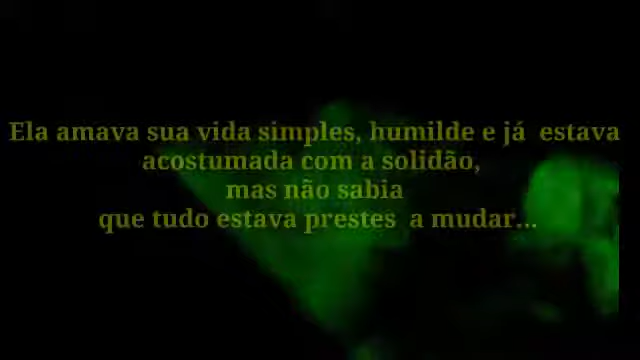 Ela amava sua vida simples, humilde e já estava
acostumada com a solidão,
mas não sabia
que tudo estava prestes a mudar...